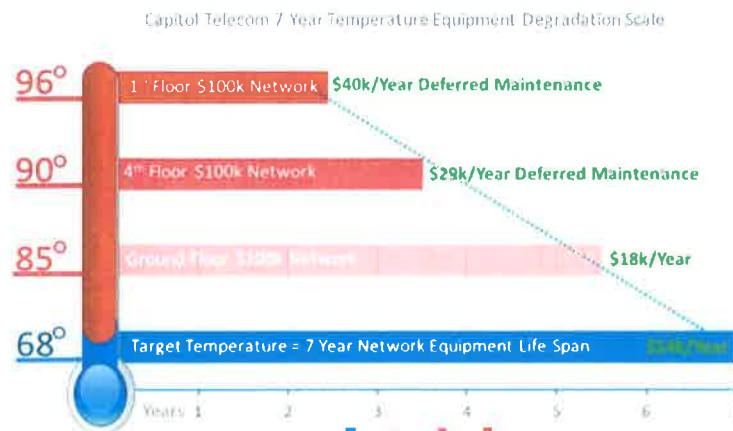 Capitol Telecom 7 Year Temperature Equipment Degradation Scale
96°
Floor $100k Network
$40k/Year Deferred Maintenance
90°
4th Floor $100k Network
$29k/Year Deferred Maintenance
85°
Ground Floor $100k Network
$18k/Year
68°
Target Temperature = 7 Year Network Equipment Life Span
$14k/Year
Years 1 2 3 4 5 6